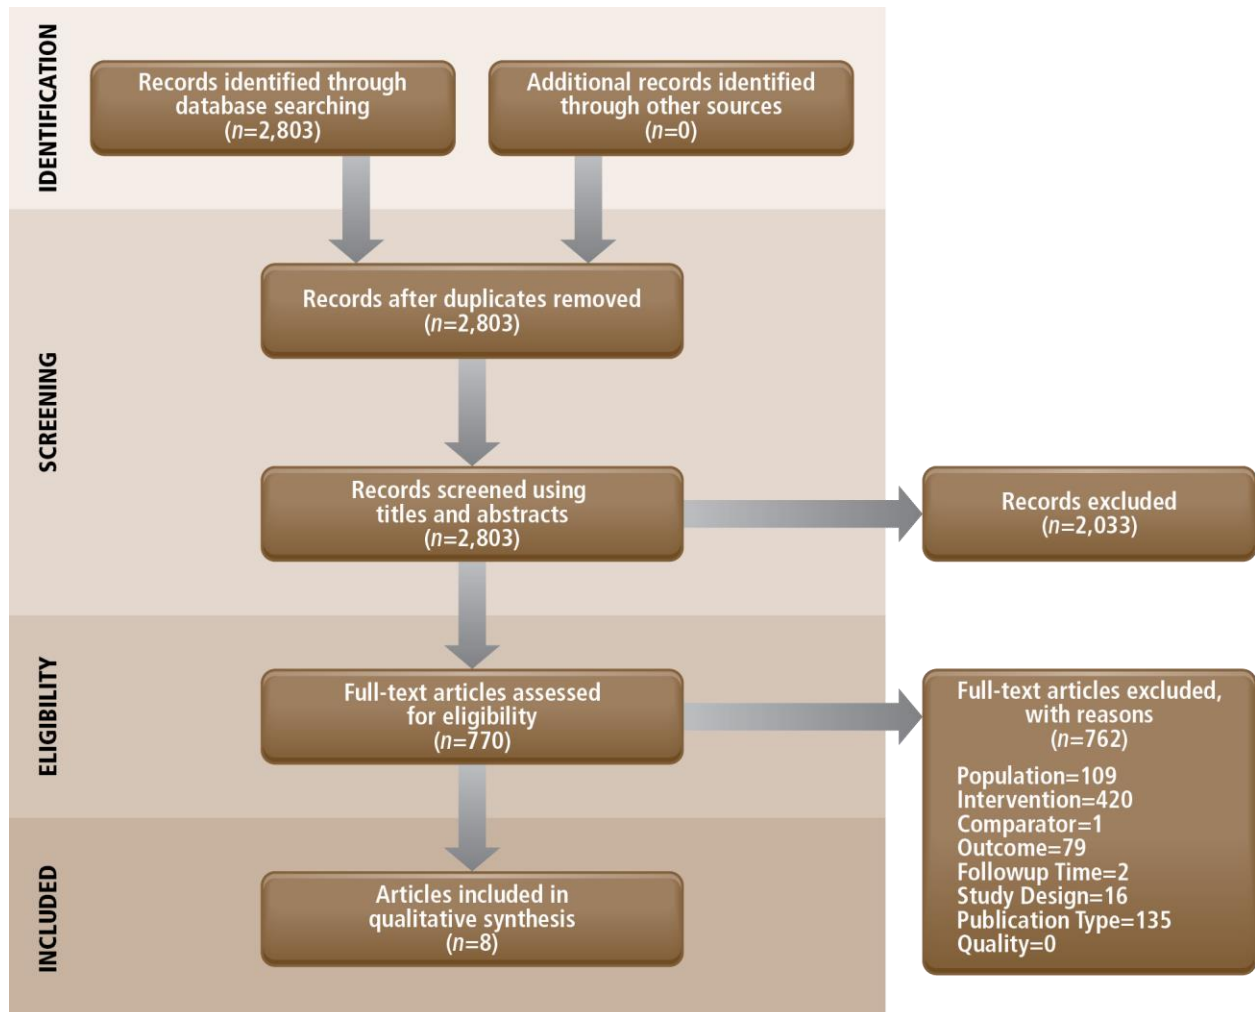 IDENTIFICATION
Records identified through
database searching
(n=2,803)
Additional records identified
through other sources
(n=0)
SCREENING
Records after duplicates removed
(n=2,803)
Records screened using
titles and abstracts
(n=2,803)
Records excluded
(n=2,033)
ELIGIBILITY
Full-text articles assessed
for eligibility
(n=770)
Full-text articles excluded,
with reasons
(n=762)
Population=109
Intervention=420
Comparator=1
Outcome=79
Followup Time=2
Study Design=16
Publication Type=135
Quality=0
INCLUDED
Articles included in
qualitative synthesis
(n=8)